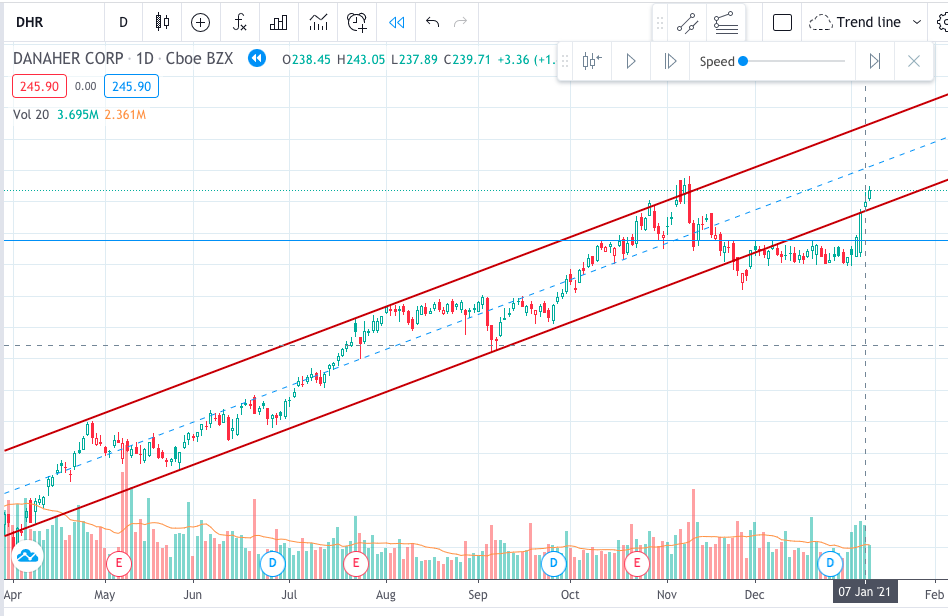 DHR D Trend line
DANAHER CORP · 1D · Cboe BZX O238.45 H243.05 L237.89 C239.71 +3.36 (+1. Speed
245.90 0.00 245.90
Vol 20 3.695M 2.361M
E D E D E D
Apr May Jun Jul Aug Sep Oct Nov Dec 07 Jan '21 Feb